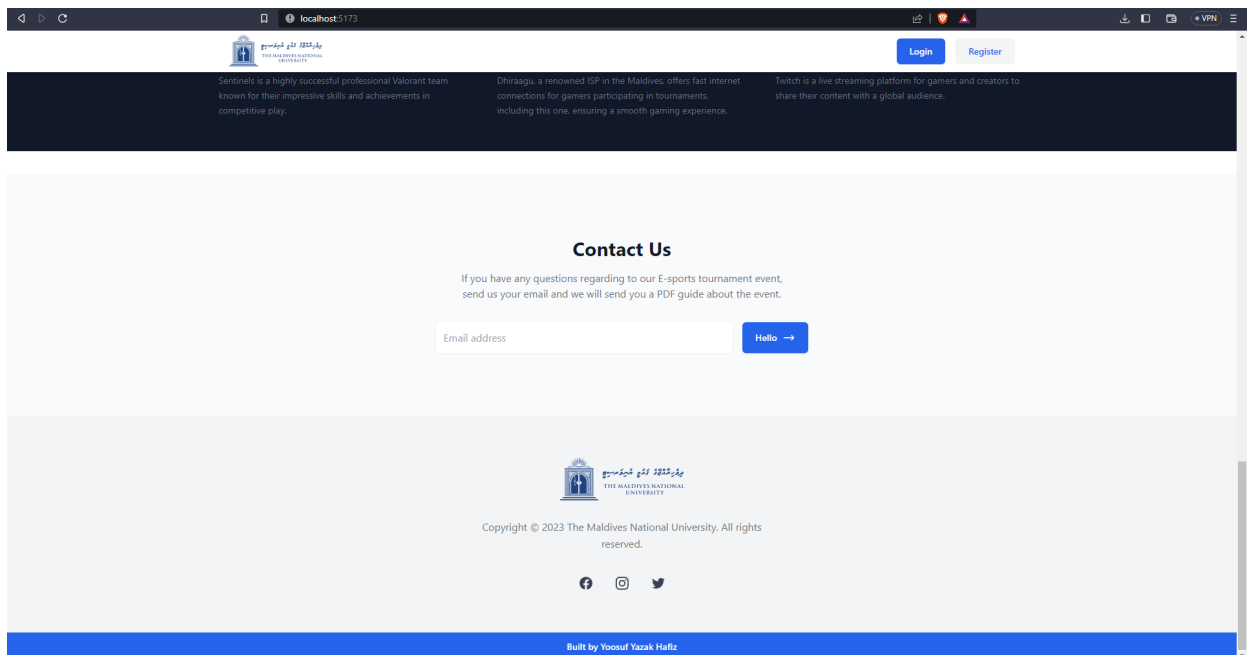 localhost:5173
VPN
THE MALDIVES NATIONAL
UNIVERSITY
Login
Register
Sentinels is a highly successful professional Valorant team
known for their impressive skills and achievements in
competitive play.
Dhiraagu, a renowned ISP in the Maldives, offers fast internet
connections for gamers participating in tournaments,
including this one, ensuring a smooth gaming experience.
Twitch is a live streaming platform for gamers and creators to
share their content with a global audience.
Contact Us
If you have any questions regarding to our E-sports tournament event,
send us your email and we will send you a PDF guide about the event.
Email address
Hello →
THE MALDIVES NATIONAL
UNIVERSITY
Copyright © 2023 The Maldives National University. All rights
reserved.
Built by Yoosuf Yazak Hafiz